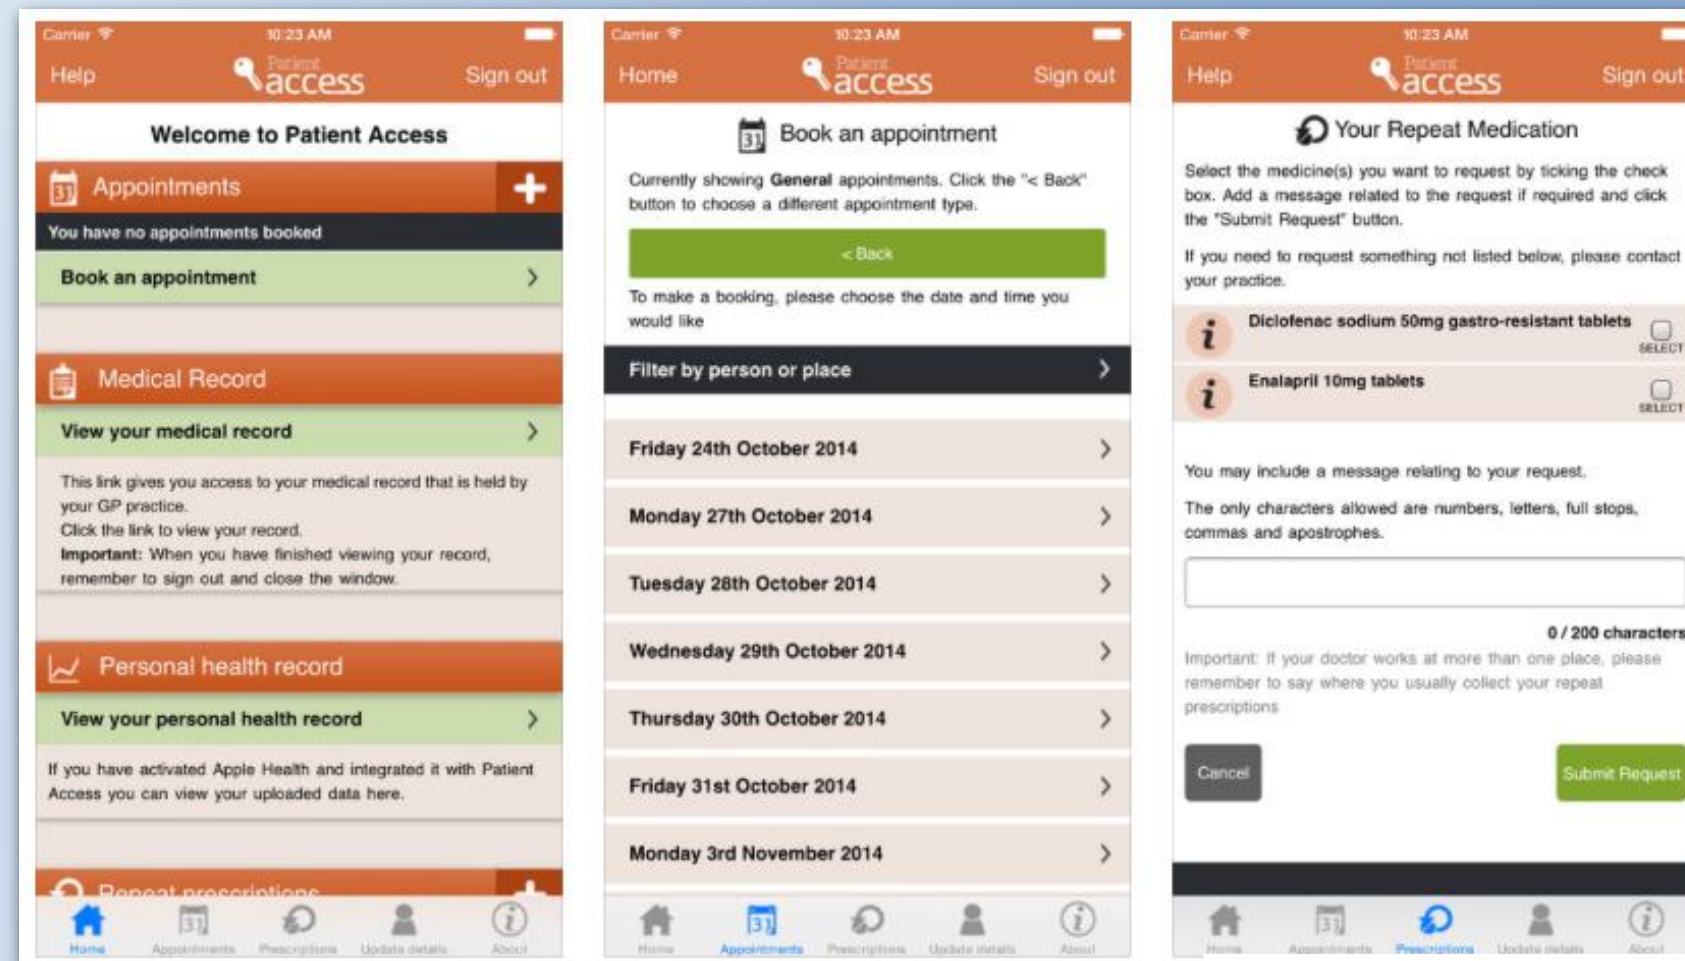 Carrier 10:23 AM
Help Patient access Sign out
Welcome to Patient Access
31 Appointments +
You have no appointments booked
Book an appointment >
Medical Record
View your medical record >
This link gives you access to your medical record that is held by
your GP practice.
Click the link to view your record.
Important: When you have finished viewing your record,
remember to sign out and close the window.
Personal health record
View your personal health record >
If you have activated Apple Health and integrated it with Patient
Access you can view your uploaded data here.
Repeat prescriptions +
31 i
Home Appointments Prescriptions Update details About
Carrier 10:23 AM
Home Patient access Sign out
31 Book an appointment
Currently showing General appointments. Click the "< Back"
button to choose a different appointment type.
< Back
To make a booking, please choose the date and time you
would like
Filter by person or place >
Friday 24th October 2014 >
Monday 27th October 2014 >
Tuesday 28th October 2014 >
Wednesday 29th October 2014 >
Thursday 30th October 2014 >
Friday 31st October 2014 >
Monday 3rd November 2014 >
31 i
Home Appointments Prescriptions Update details About
Carrier 10:23 AM
Help Patient access Sign out
Your Repeat Medication
Select the medicine(s) you want to request by ticking the check
box. Add a message related to the request if required and click
the "Submit Request" button.
If you need to request something not listed below, please contact
your practice.
i Diclofenac sodium 50mg gastro-resistant tablets
SELECT
i Enalapril 10mg tablets
SELECT
You may include a message relating to your request.
The only characters allowed are numbers, letters, full stops,
commas and apostrophes.
0 / 200 characters
Important: If your doctor works at more than one place, please
remember to say where you usually collect your repeat
prescriptions
Cancel Submit Request
31 i
Home Appointments Prescriptions Update details About